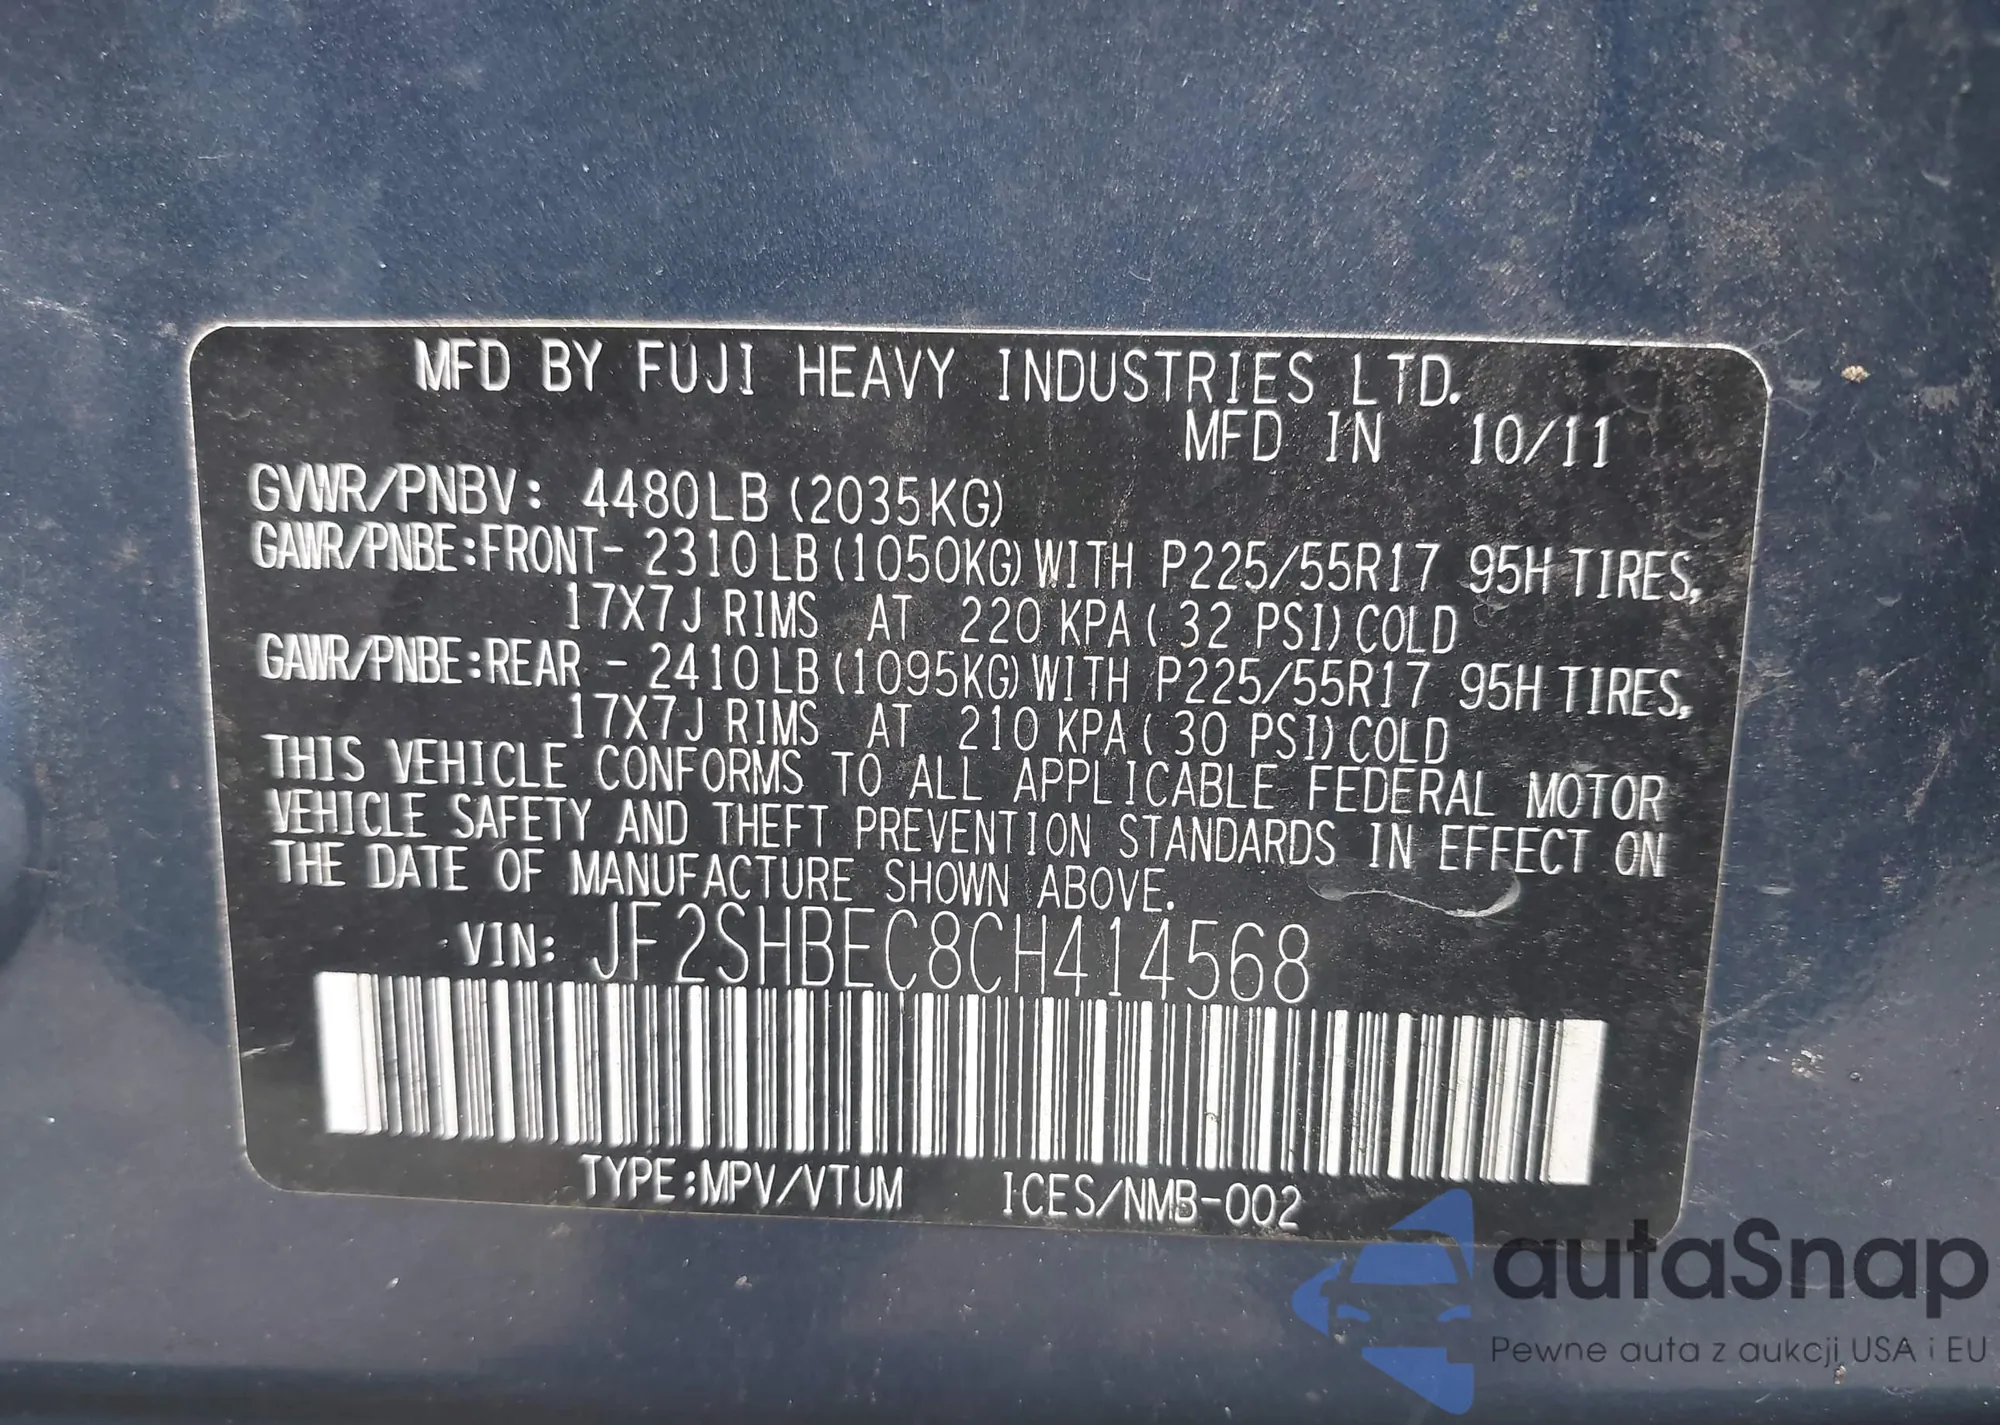 MFD BY FUJI HEAVY INDUSTRIES LTD.
MFD IN 10/11
GVWR/PNBV: 4480LB (2035KG)
GAWR/PNBE:FRONT- 2310LB (1050KG) WITH P225/55R17 95H TIRES,
17X7J RIMS AT 220 KPA ( 32 PSI) COLD
GAWR/PNBE:REAR - 2410LB (1095KG) WITH P225/55R17 95H TIRES,
17X7J RIMS AT 210 KPA ( 30 PSI) COLD
THIS VEHICLE CONFORMS TO ALL APPLICABLE FEDERAL MOTOR
VEHICLE SAFETY AND THEFT PREVENTION STANDARDS IN EFFECT ON
THE DATE OF MANUFACTURE SHOWN ABOVE.
VIN: JF2SHBEC8CH414568
TYPE:MPV/VTUM ICES/NMB-002
autaSnap
Pewne auta z aukcji USA i EU